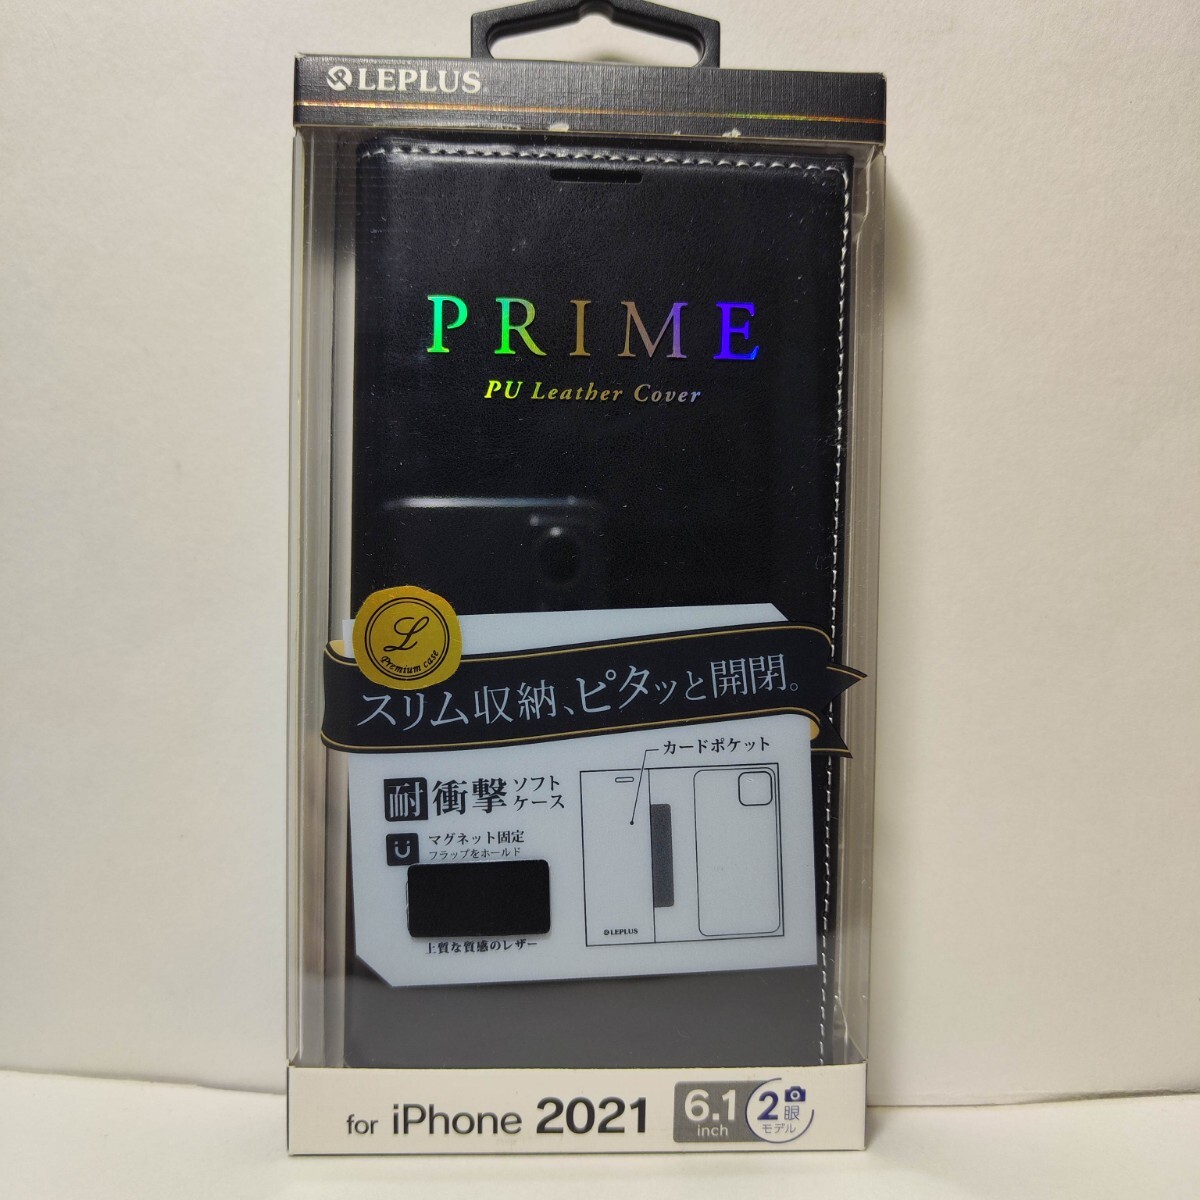 LEPLUS
PRIME
PU Leather Cover
L
Premium case
スリム収納、ピタッと開閉。
カードポケット
耐衝撃 ソフトケース
マグネット固定
フラップをホールド
上質な質感のレザー
LEPLUS
for iPhone 2021
6.1 inch
2眼モデル